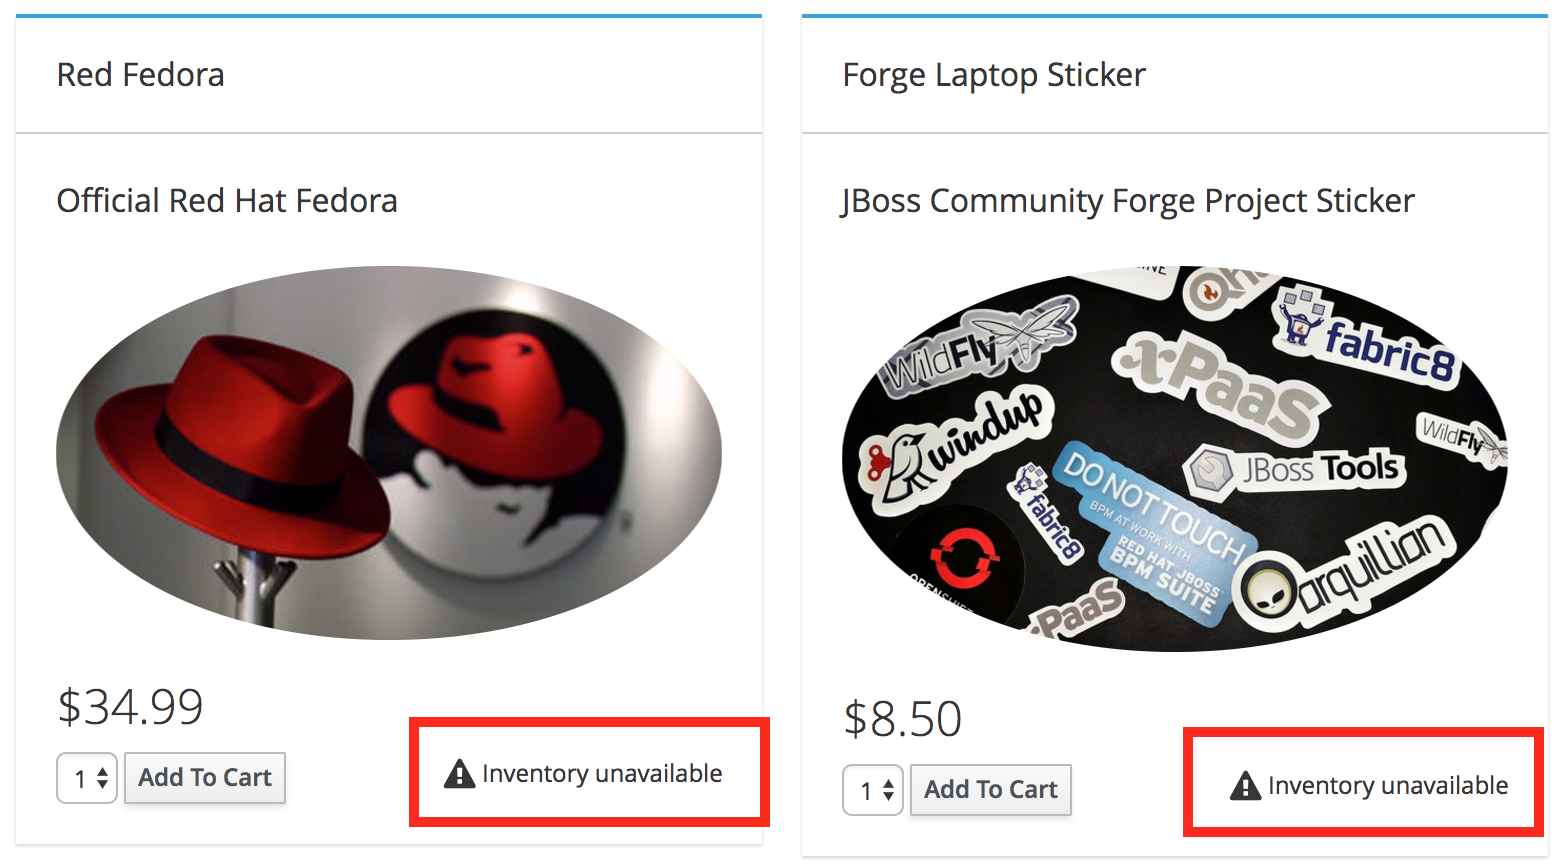 Red Fedora
Official Red Hat Fedora
$34.99
1 Add To Cart
Inventory unavailable
Forge Laptop Sticker
JBoss Community Forge Project Sticker
WildFly
fabric8
xPaaS
windup
WildFly
JBoss Tools
DO NOT TOUCH
BPM AT WORK WITH
RED HAT JBOSS
BPM SUITE
fabric8
arquillian
OPENSHIFT
xPaaS
$8.50
1 Add To Cart
Inventory unavailable